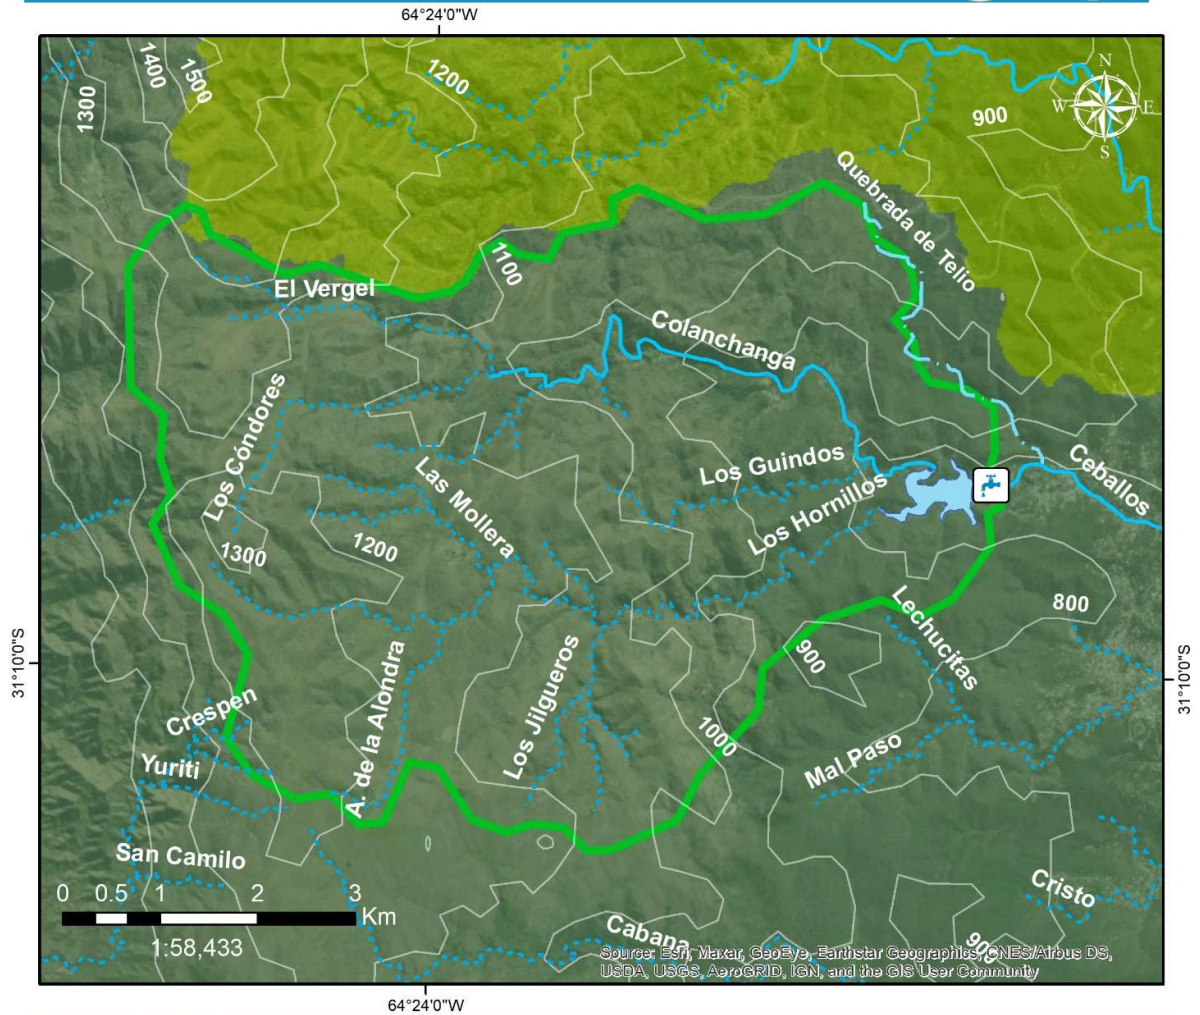 64°24'0"W
1300
1400
1500
1200
900
N
W
E
S
Quebrada de Telio
El Vergel
1100
Colanchanga
Los Cóndores
Las Mollera
Los Guindos
Los Hornillos
Ceballos
1300
1200
Lechucitas
800
31°10'0"S
31°10'0"S
900
A. de la Alondra
Los Jilgueros
Crespen
1000
Yuriti
Mal Paso
San Camilo
Cristo
0 0.5 1 2 3
Km
1:58,433
Cabana
900
Source: Esri, Maxar, GeoEye, Earthstar Geographics, CNES/Airbus DS,
USDA, USGS, AeroGRID, IGN, and the GIS User Community
64°24'0"W